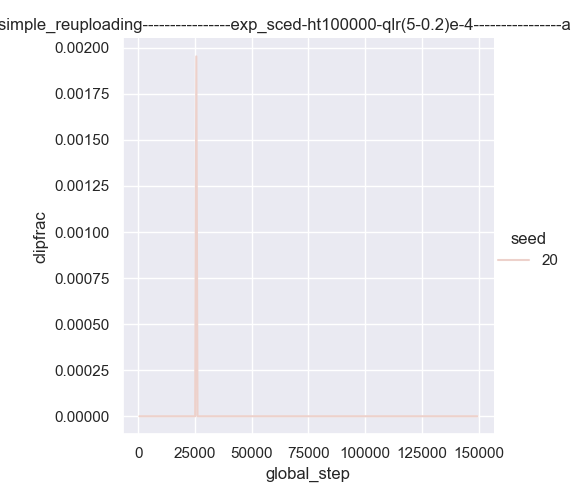 simple_reuploading----------------exp_sced-ht100000-qlr(5-0.2)e-4----------------a
0.00200
0.00175
0.00150
0.00125
0.00100
0.00075
0.00050
0.00025
0.00000
clipfrac
seed
20
0 25000 50000 75000 100000 125000 150000
global_step